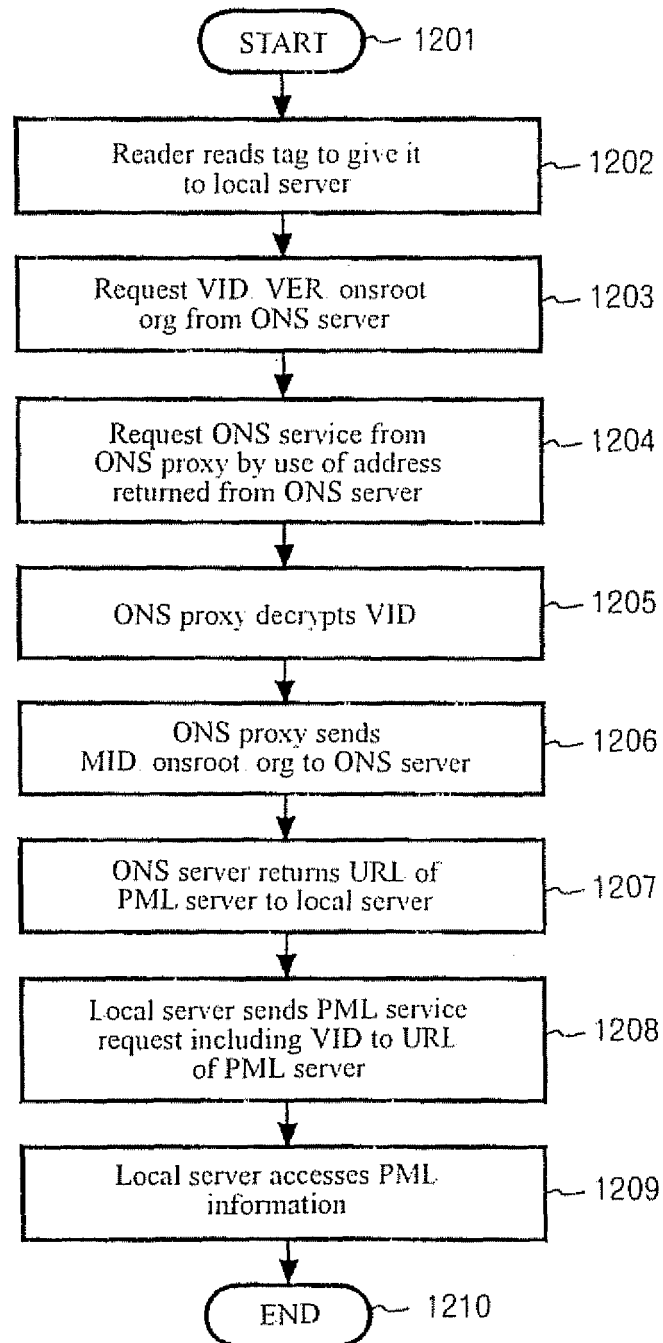 START
1201
Reader reads tag to give it
to local server
1202
Request VID. VER. onsroot
org from ONS server
1203
Request ONS service from
ONS proxy by use of address
returned from ONS server
1204
ONS proxy decrypts VID
1205
ONS proxy sends
MID. onsroot. org to ONS server
1206
ONS server returns URL of
PML server to local server
1207
Local server sends PML service
request including VID to URL
of PML server
1208
Local server accesses PML
information
1209
END
1210